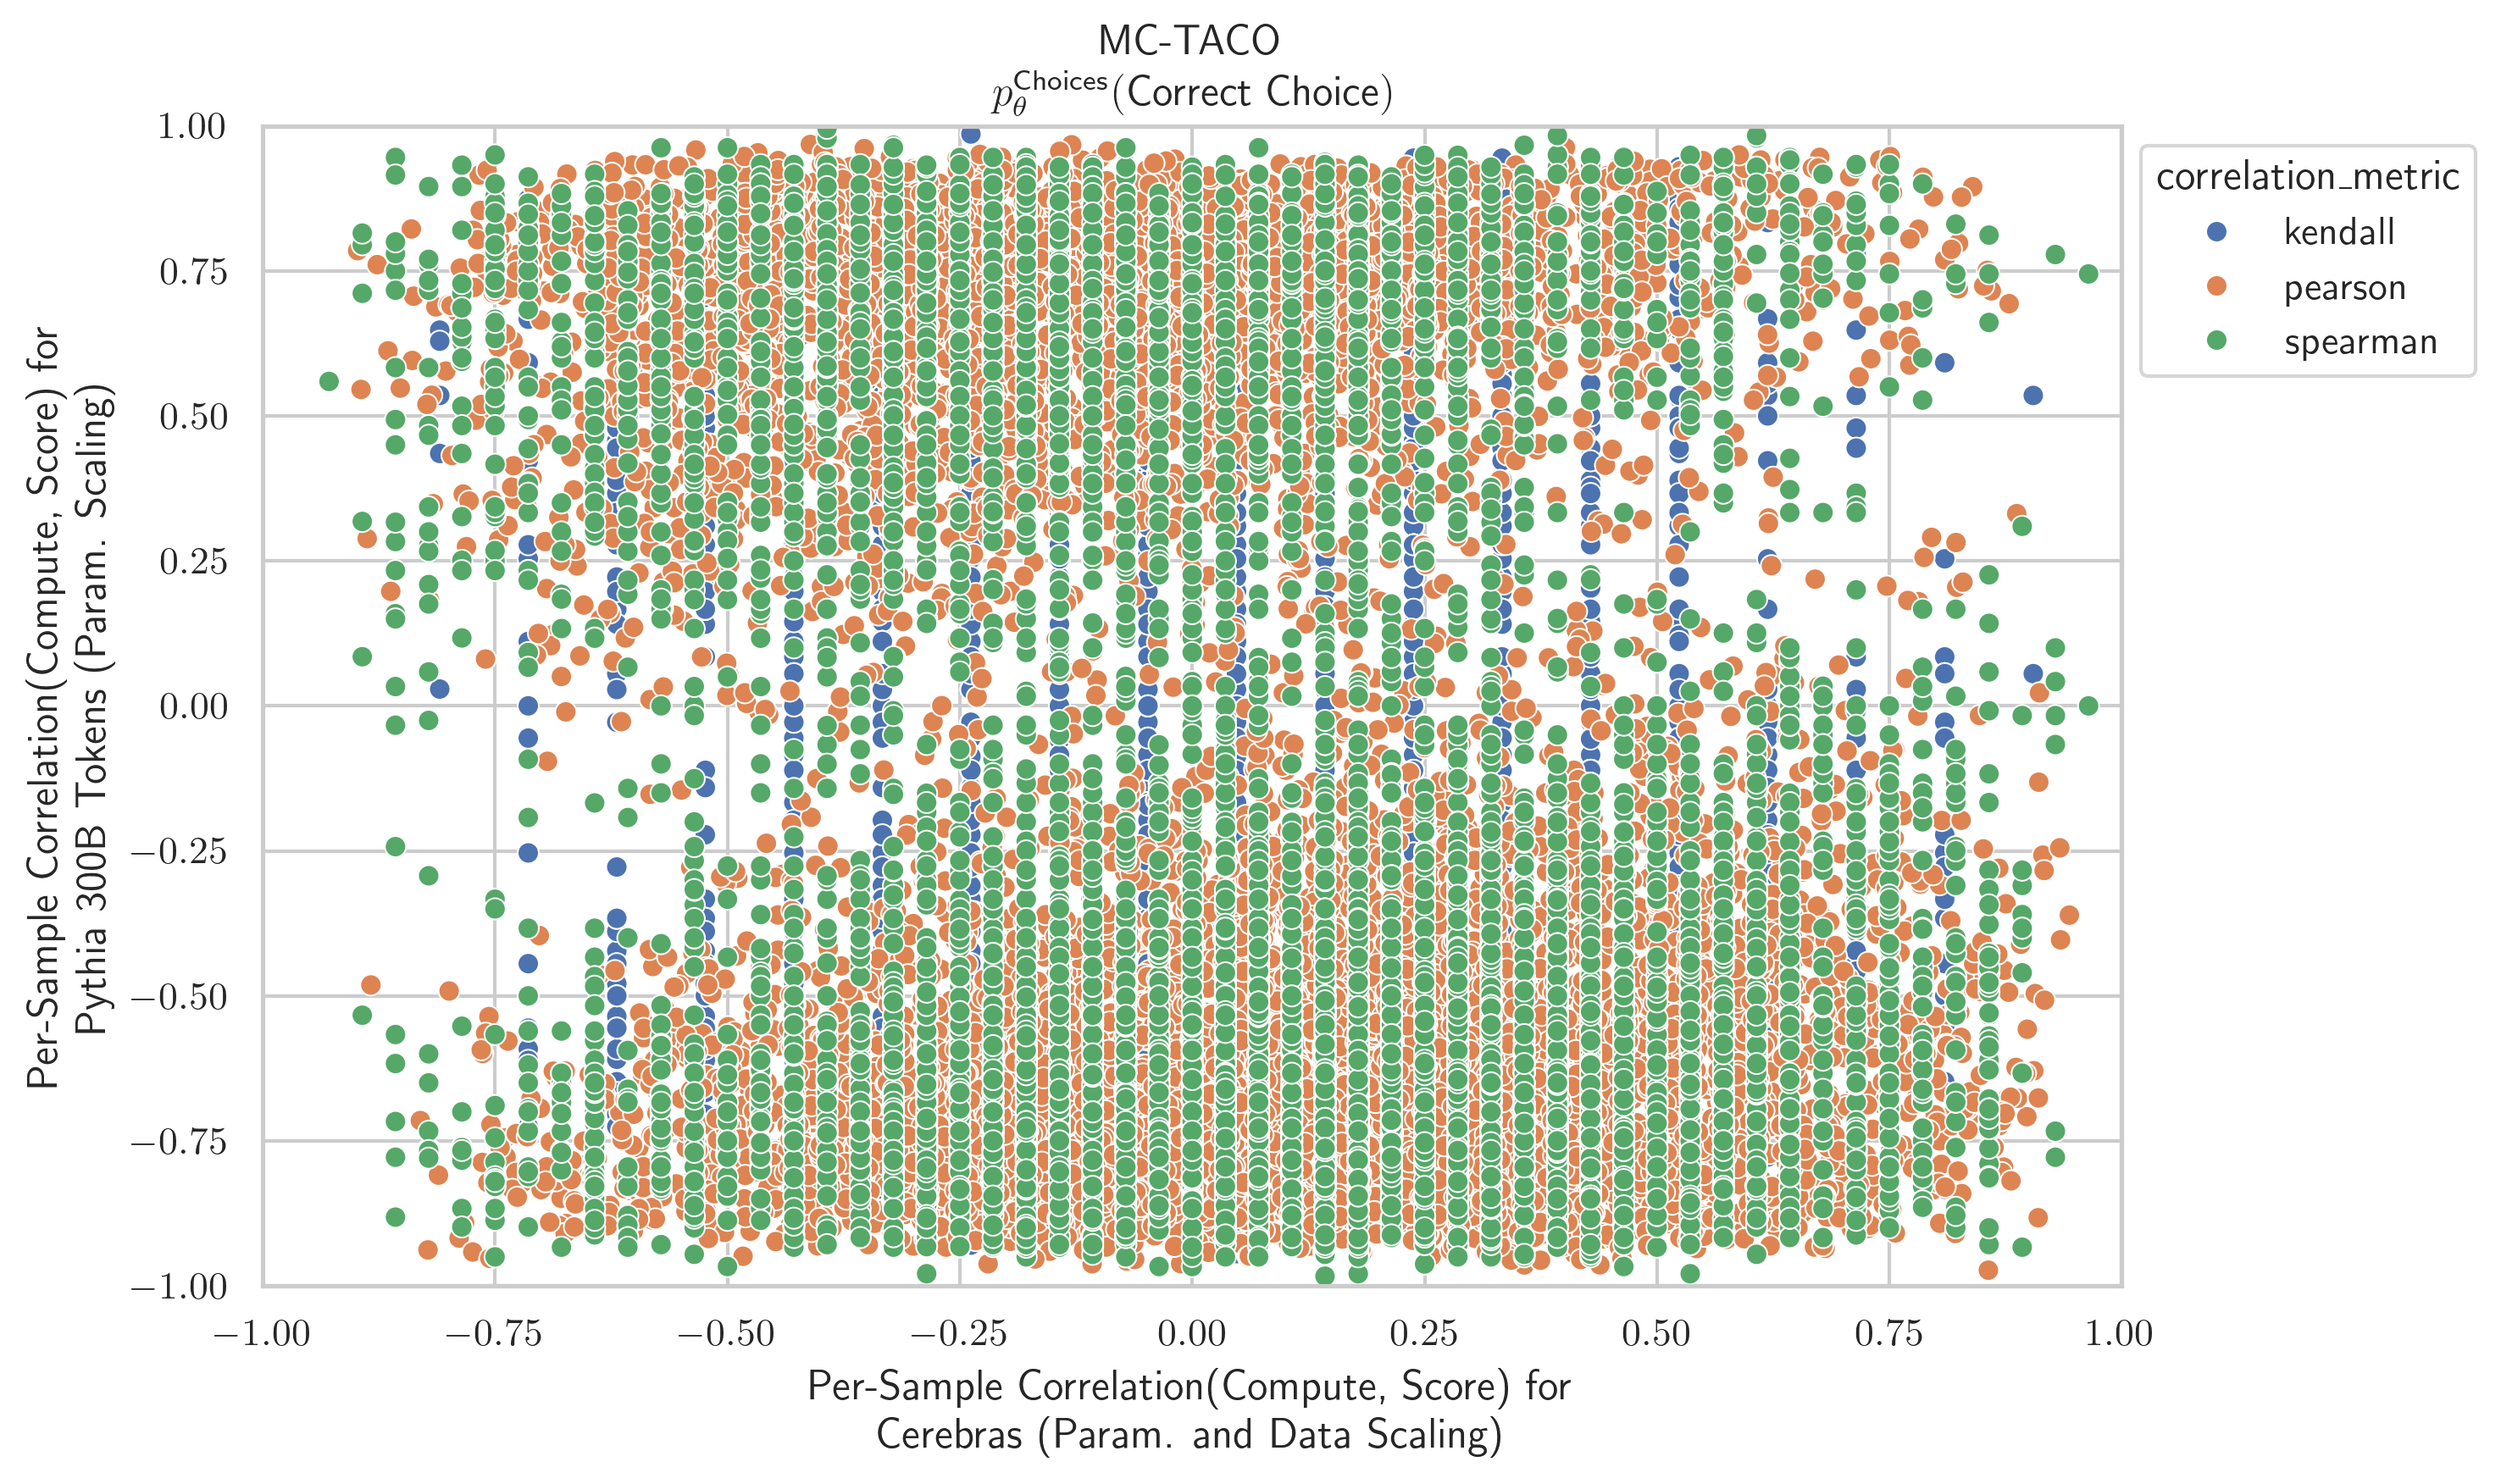 MC-TACO
p_θ^Choices(Correct Choice)
Per-Sample Correlation(Compute, Score) for
Pythia 300B Tokens (Param. Scaling)
1.00
0.75
0.50
0.25
0.00
−0.25
−0.50
−0.75
−1.00
−1.00 −0.75 −0.50 −0.25 0.00 0.25 0.50 0.75 1.00
Per-Sample Correlation(Compute, Score) for
Cerebras (Param. and Data Scaling)
correlation_metric
kendall
pearson
spearman